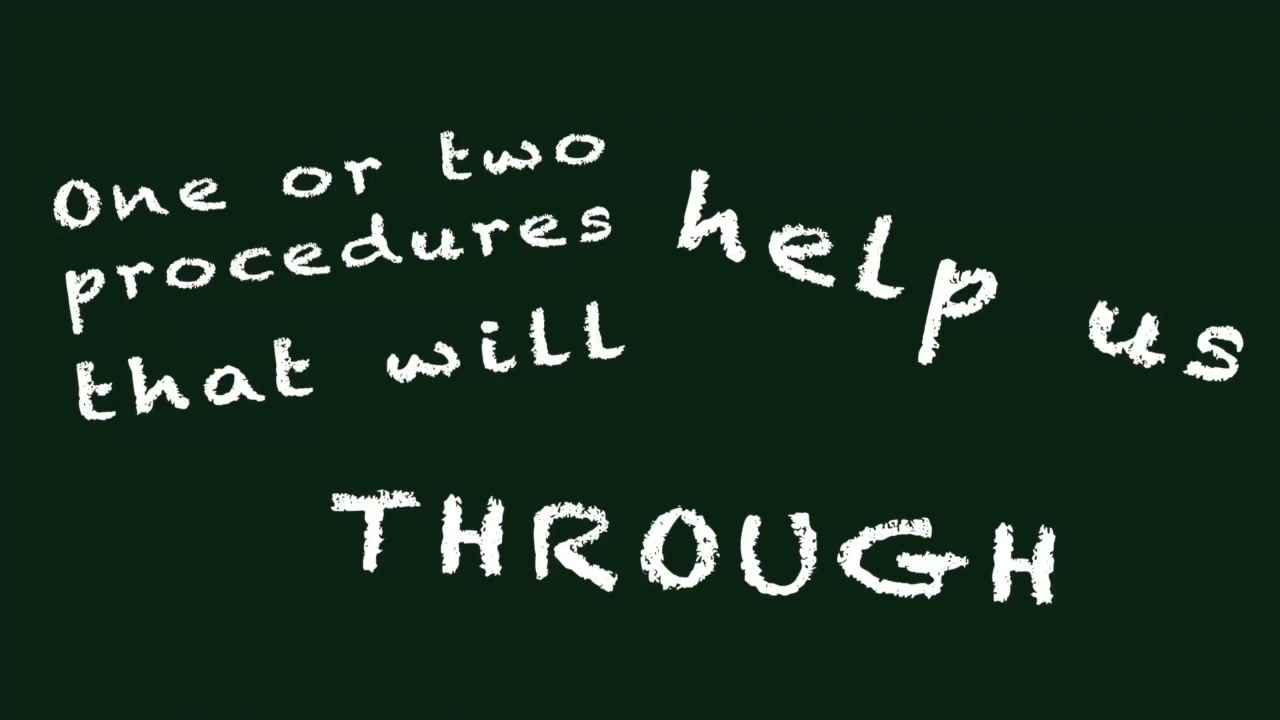 One or two
procedures
that will
help us
THROUGH